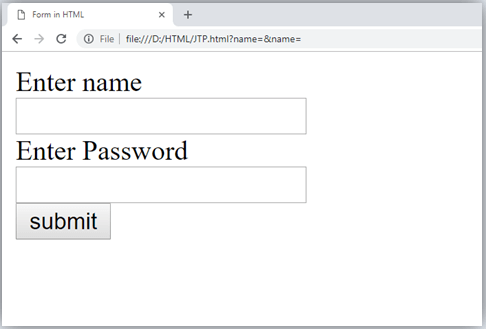 Form in HTML
File file:///D:/HTML/JTP.html?name=&name=
Enter name
Enter Password
submit